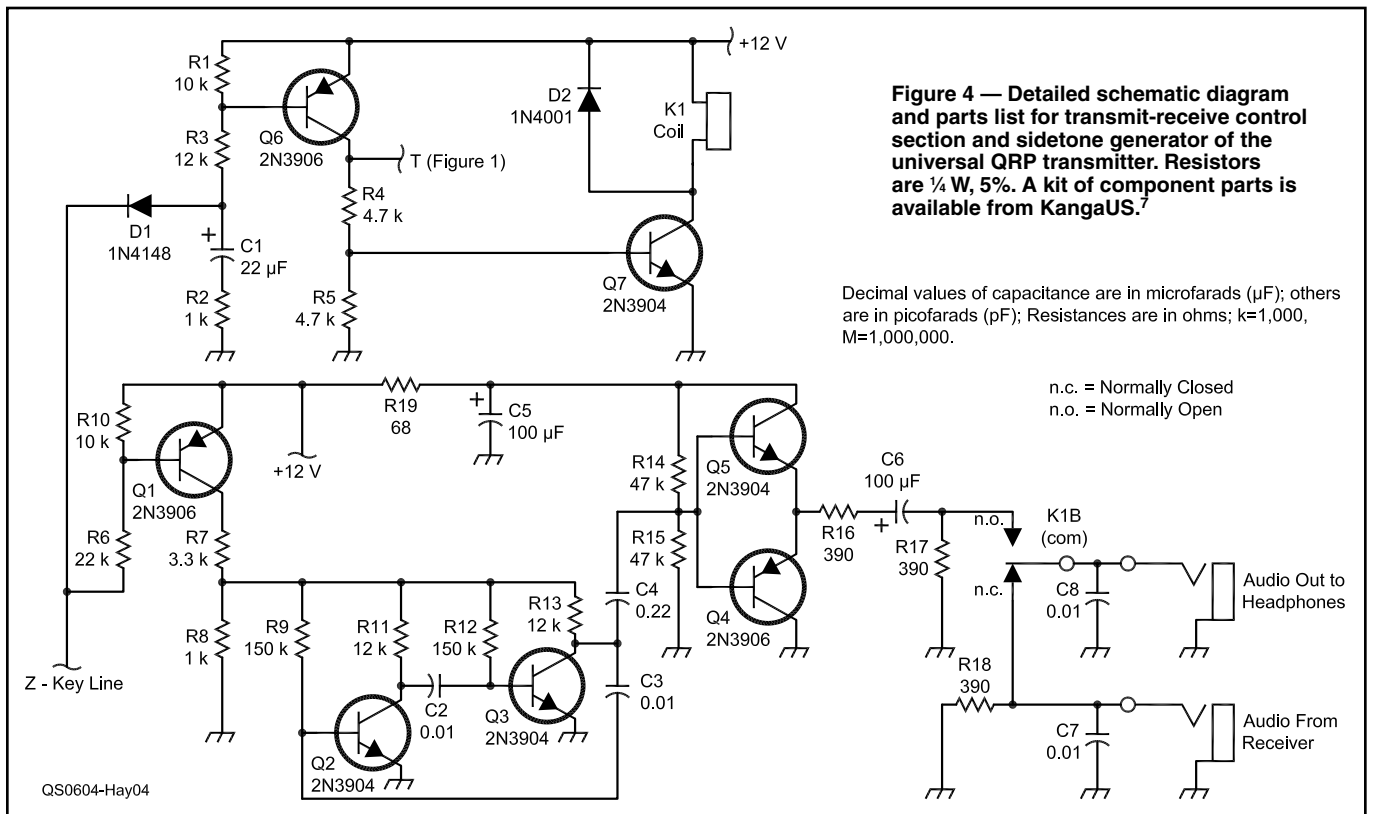 +12 V
R1
10 k
Q6
2N3906
D2
1N4001
K1
Coil
R3
12 k
T (Figure 1)
R4
4.7 k
D1
1N4148
+
C1
22 µF
Q7
2N3904
R2
1 k
R5
4.7 k
Figure 4 — Detailed schematic diagram
and parts list for transmit-receive control
section and sidetone generator of the
universal QRP transmitter. Resistors
are ¼ W, 5%. A kit of component parts is
available from KangaUS.⁷
Decimal values of capacitance are in microfarads (µF); others
are in picofarads (pF); Resistances are in ohms; k=1,000,
M=1,000,000.
n.c. = Normally Closed
n.o. = Normally Open
R10
10 k
Q1
2N3906
+12 V
R19
68
+
C5
100 µF
R14
47 k
Q5
2N3904
R6
22 k
R7
3.3 k
R15
47 k
Q4
2N3906
R16
390
C6
100 µF
+
R17
390
n.o.
K1B
(com)
n.c.
C8
0.01
Audio Out to
Headphones
R8
1 k
R9
150 k
R11
12 k
R12
150 k
R13
12 k
C4
0.22
C2
0.01
Q3
2N3904
C3
0.01
Q2
2N3904
R18
390
C7
0.01
Audio From
Receiver
Z - Key Line
QS0604-Hay04